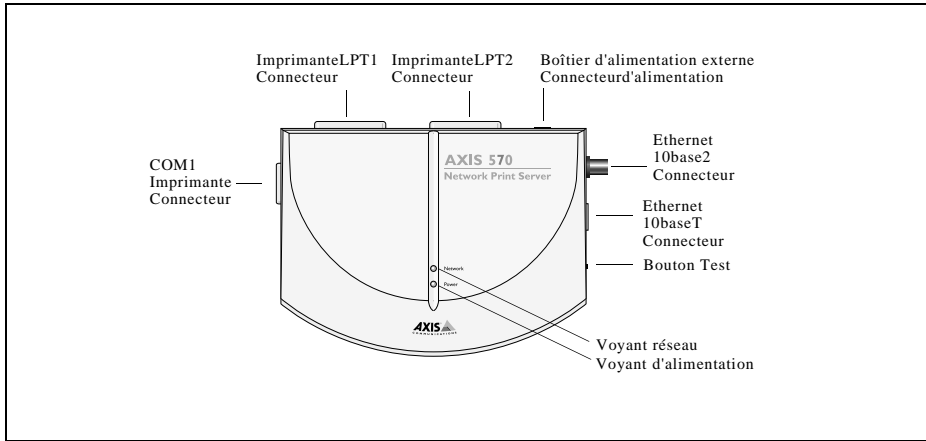 ImprimanteLPT1
Connecteur
ImprimanteLPT2
Connecteur
Boîtier d'alimentation externe
Connecteurd'alimentation
COM1
Imprimante
Connecteur
AXIS 570
Network Print Server
Ethernet
10base2
Connecteur
Ethernet
10baseT
Connecteur
Bouton Test
Network
Power
AXIS
COMMUNICATIONS
Voyant réseau
Voyant d'alimentation